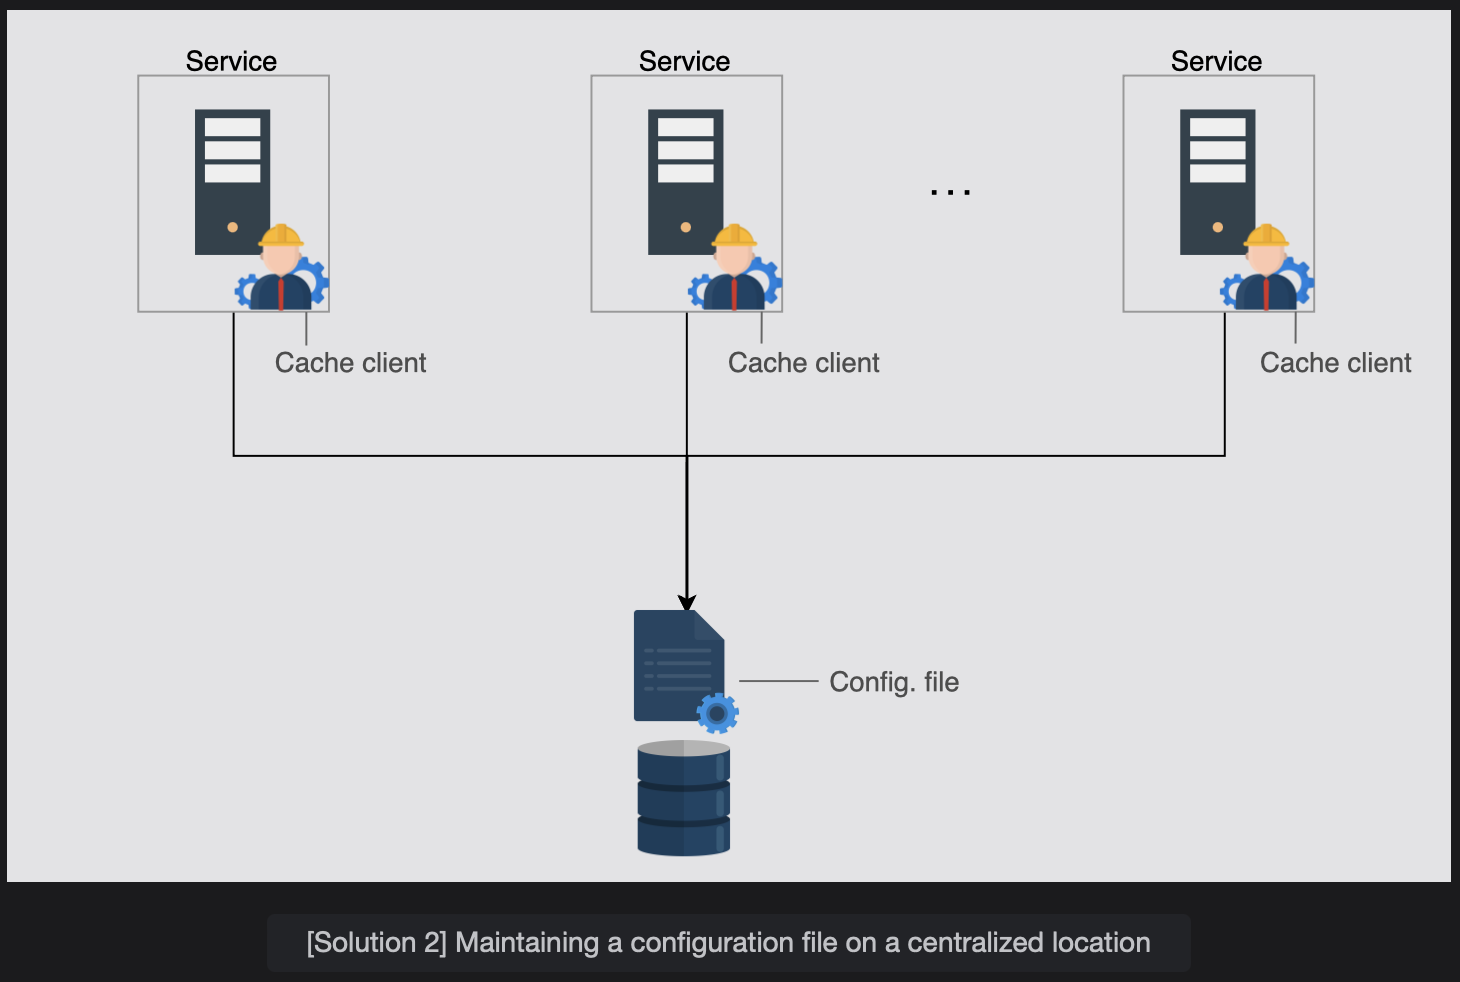 Service
Service
Service
...
Cache client
Cache client
Cache client
Config. file
[Solution 2] Maintaining a configuration file on a centralized location